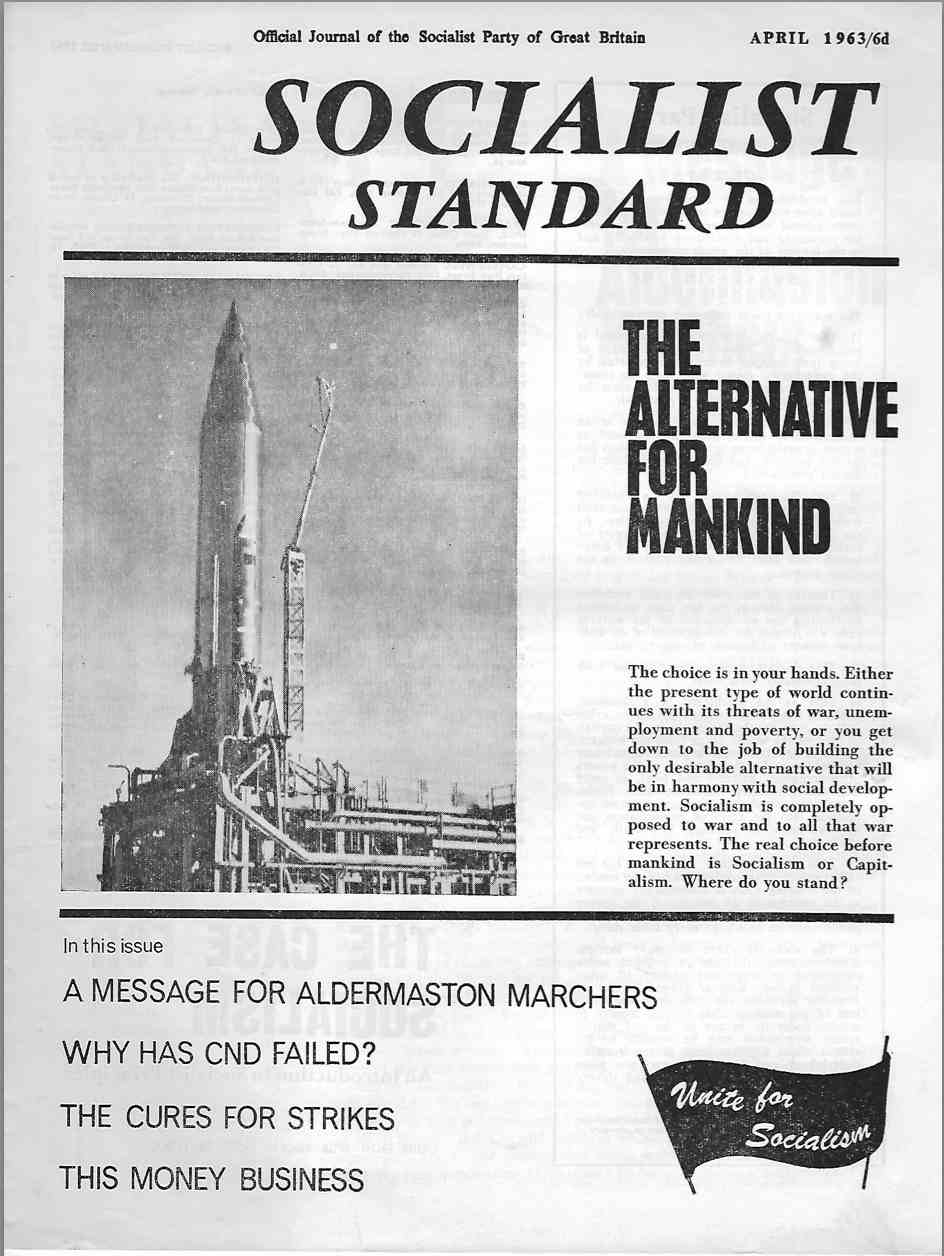 Official Journal of the Socialist Party of Great Britain
APRIL 1963/6d
SOCIALIST
STANDARD
THE
ALTERNATIVE
FOR
MANKIND
The choice is in your hands. Either
the present type of world contin-
ues with its threats of war, unem-
ployment and poverty, or you get
down to the job of building the
only desirable alternative that will
be in harmony with social develop-
ment. Socialism is completely op-
posed to war and to all that war
represents. The real choice before
mankind is Socialism or Capit-
alism. Where do you stand?
In this issue
A MESSAGE FOR ALDERMASTON MARCHERS
WHY HAS CND FAILED?
THE CURES FOR STRIKES
THIS MONEY BUSINESS
Unite for
Socialism